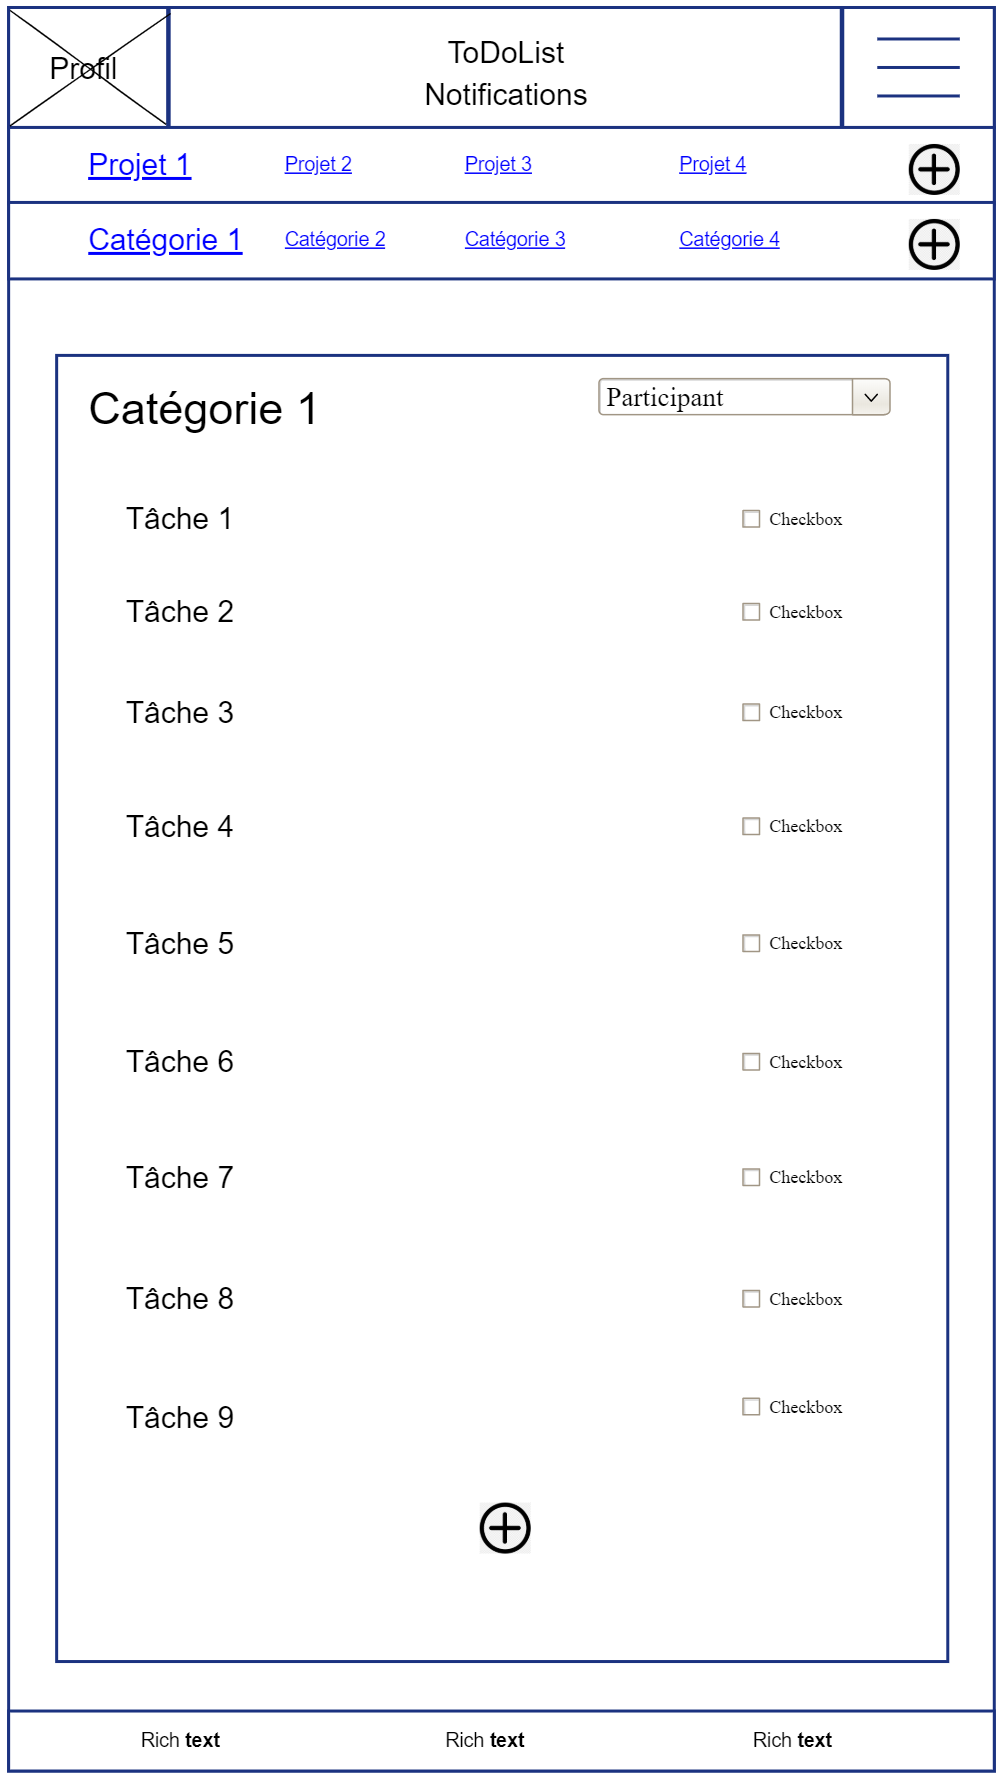 Profil
ToDoList
Notifications
Projet 1 Projet 2 Projet 3 Projet 4
Catégorie 1 Catégorie 2 Catégorie 3 Catégorie 4
Catégorie 1 Participant
Tâche 1 Checkbox
Tâche 2 Checkbox
Tâche 3 Checkbox
Tâche 4 Checkbox
Tâche 5 Checkbox
Tâche 6 Checkbox
Tâche 7 Checkbox
Tâche 8 Checkbox
Tâche 9 Checkbox
Rich text Rich text Rich text